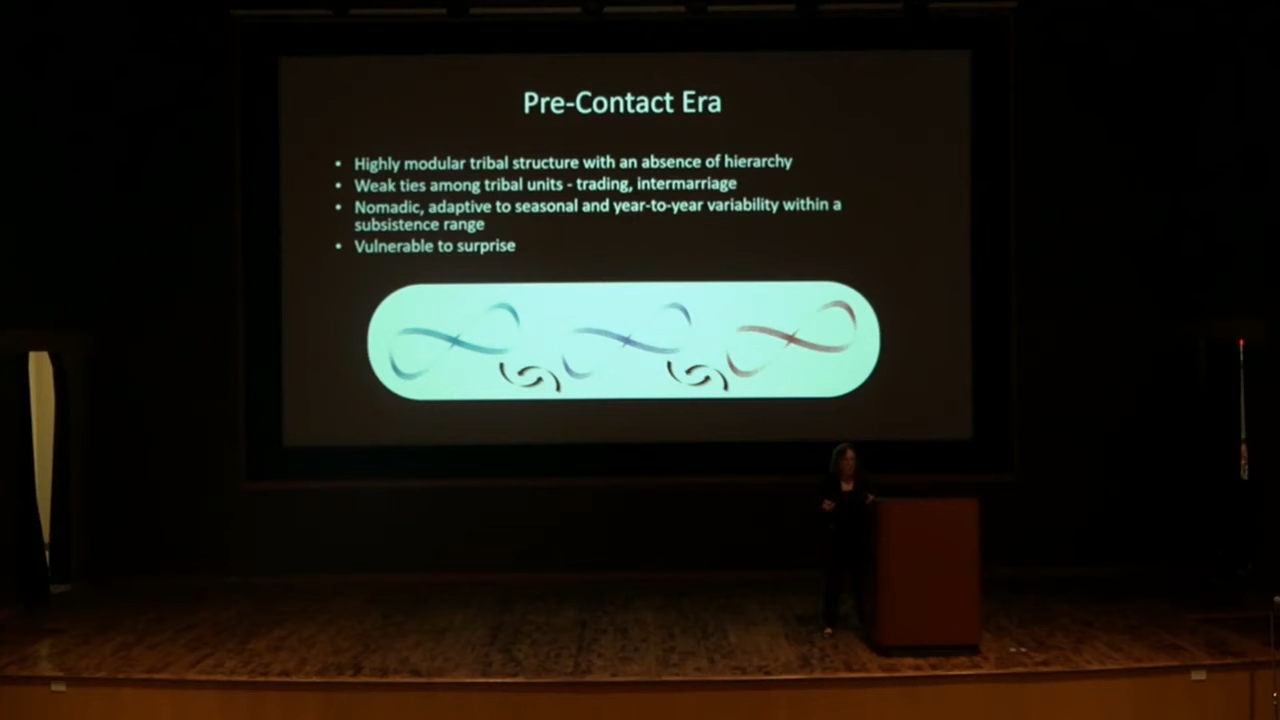 Pre-Contact Era
• Highly modular tribal structure with an absence of hierarchy
• Weak ties among tribal units - trading, intermarriage
• Nomadic, adaptive to seasonal and year-to-year variability within a
subsistence range
• Vulnerable to surprise